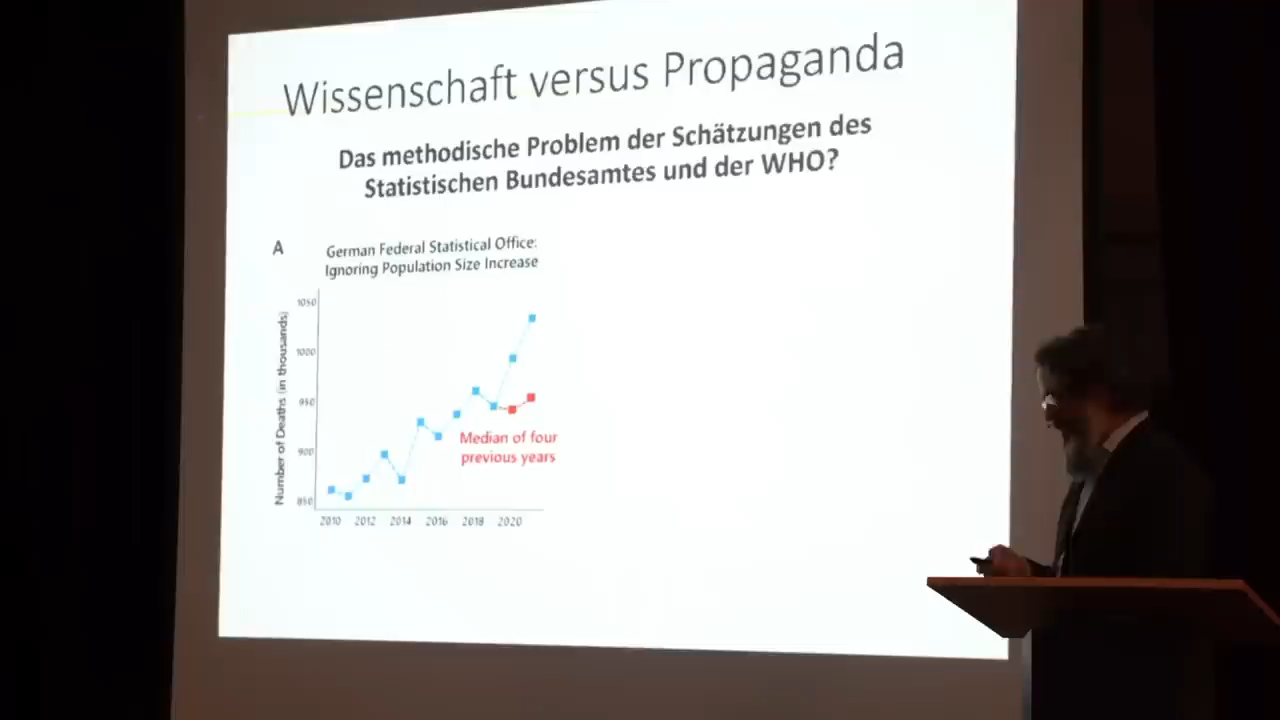 Wissenschaft versus Propaganda
Das methodische Problem der Schätzungen des
Statistischen Bundesamtes und der WHO?
A
German Federal Statistical Office:
Ignoring Population Size Increase
Number of Deaths (in thousands)
1050
1000
950
900
850
Median of four
previous years
2010 2012 2014 2016 2018 2020